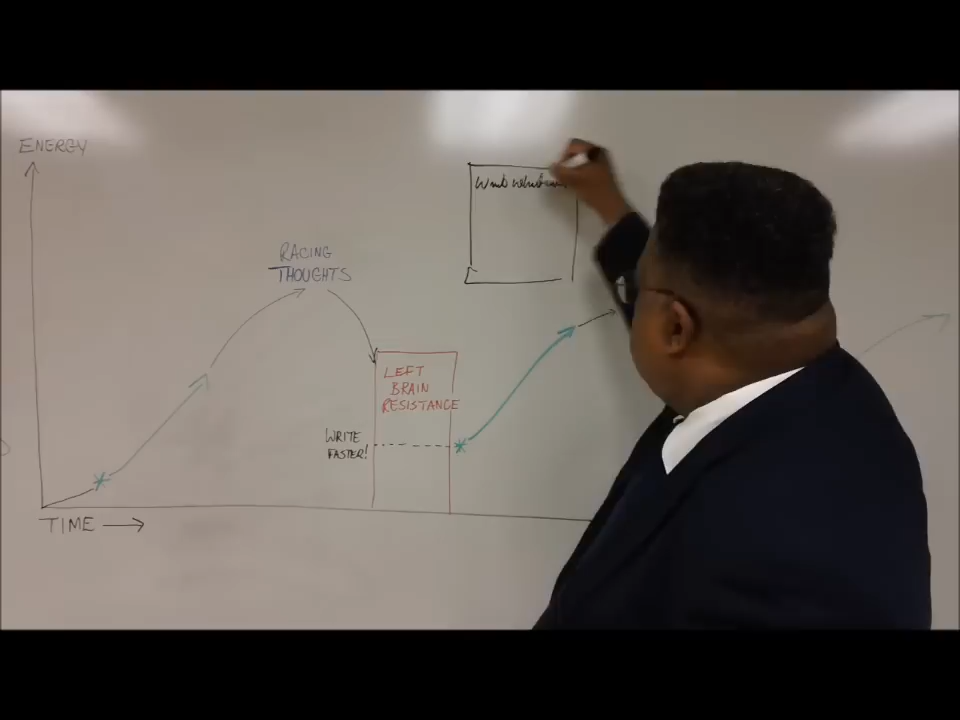 ENERGY
RACING
THOUGHTS
LEFT
BRAIN
RESISTANCE
WRITE
FASTER!
TIME